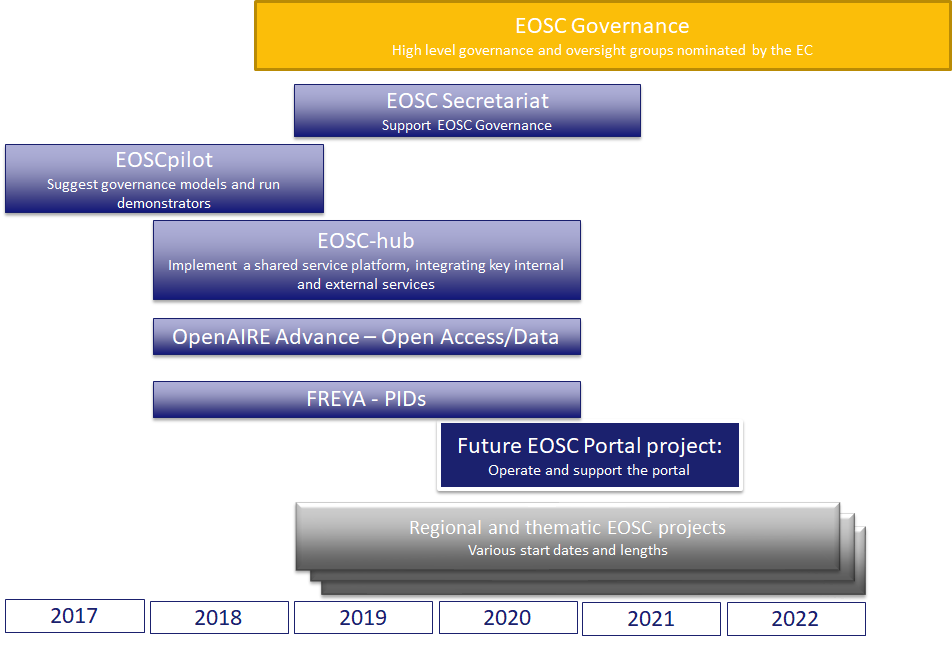 EOSC Governance
High level governance and oversight groups nominated by the EC
EOSC Secretariat
Support EOSC Governance
EOSCpilot
Suggest governance models and run
demonstrators
EOSC-hub
Implement a shared service platform, integrating key internal
and external services
OpenAIRE Advance – Open Access/Data
FREYA - PIDs
Future EOSC Portal project:
Operate and support the portal
Regional and thematic EOSC projects
Various start dates and lengths
2017 2018 2019 2020 2021 2022